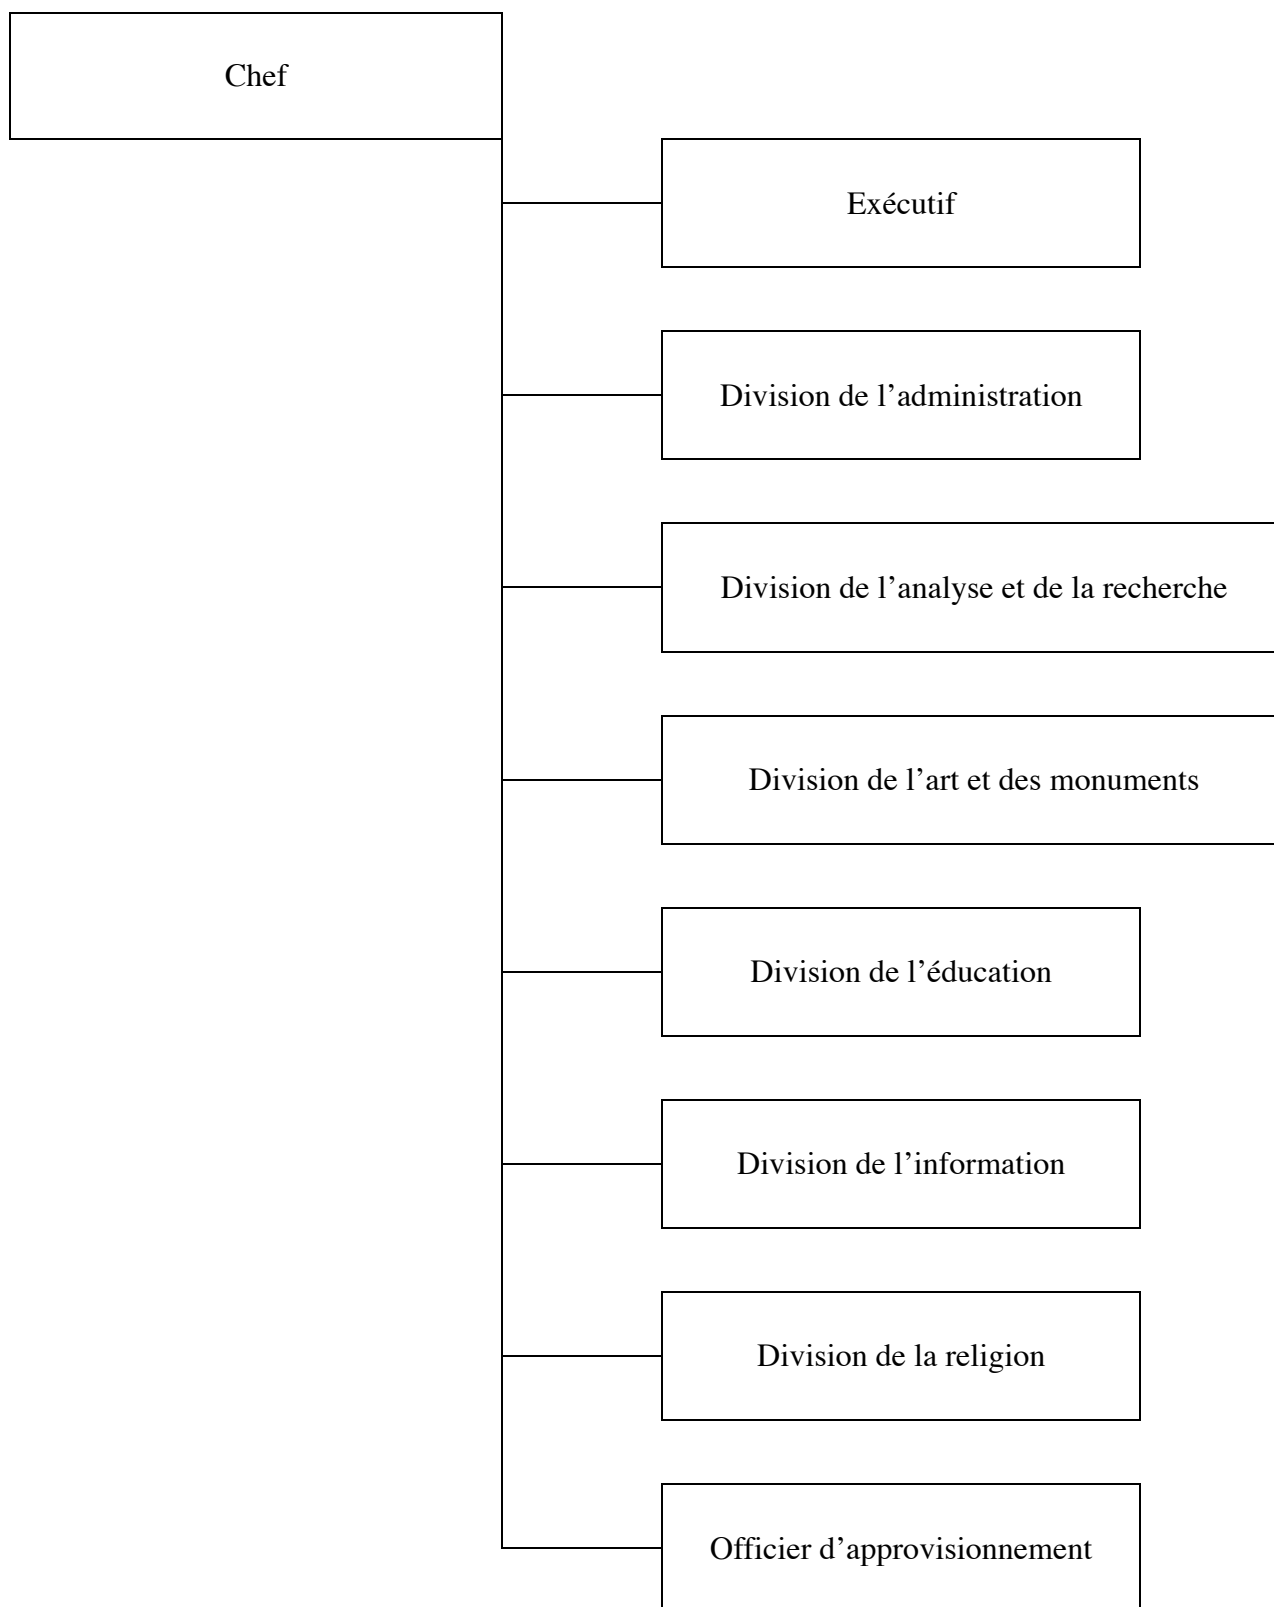 Chef
Exécutif
Division de l’administration
Division de l’analyse et de la recherche
Division de l’art et des monuments
Division de l’éducation
Division de l’information
Division de la religion
Officier d’approvisionnement